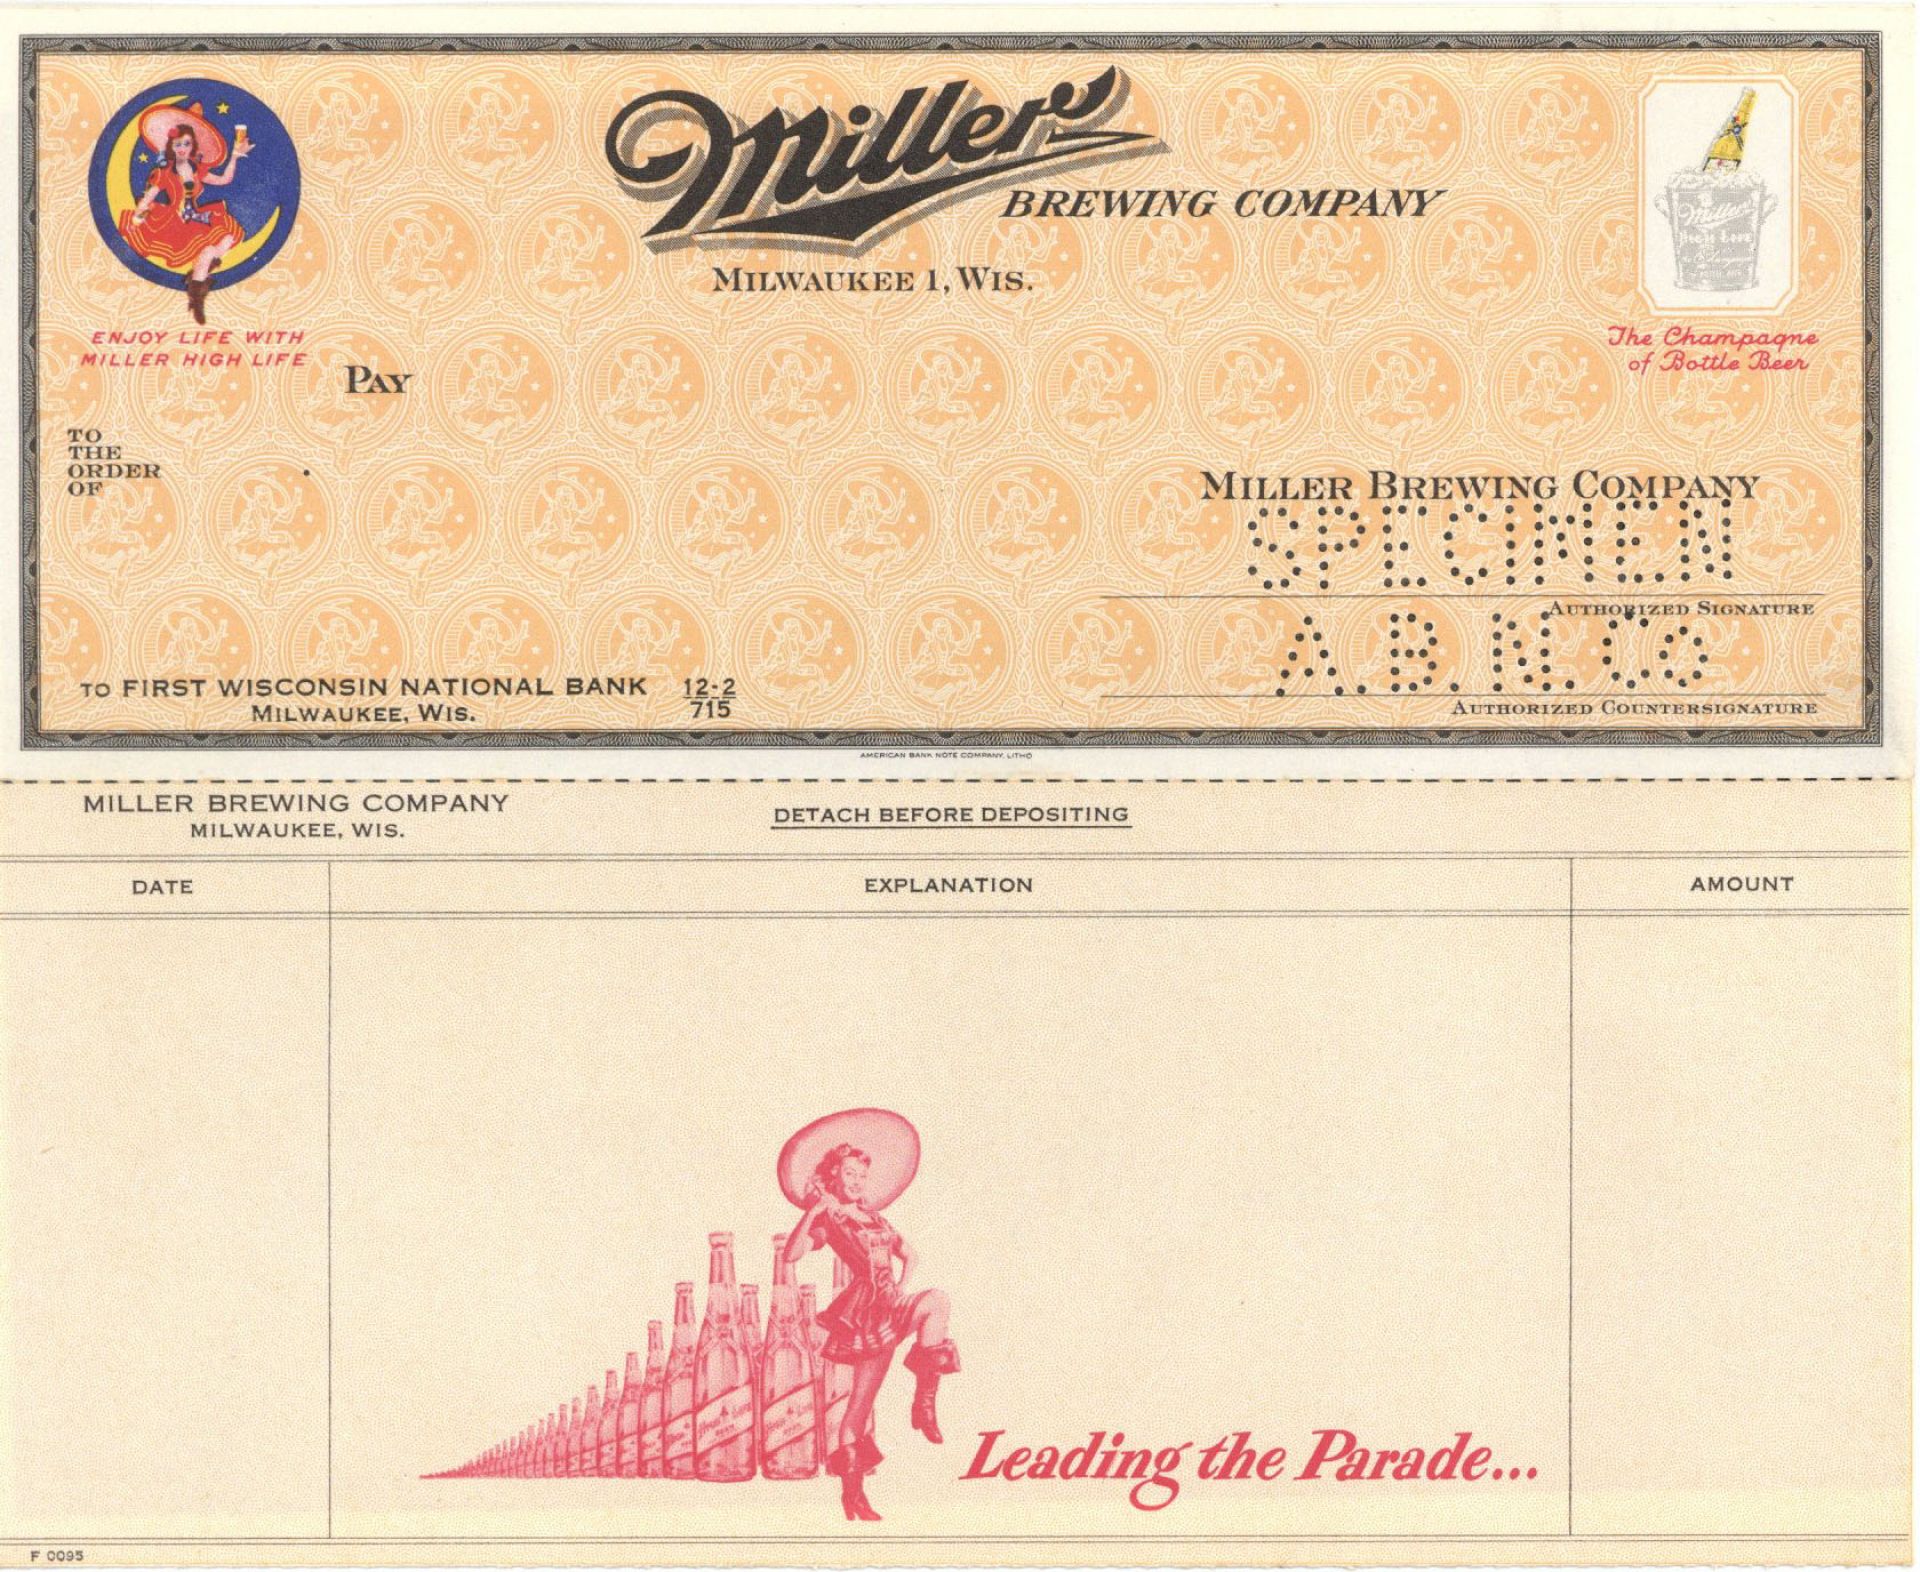 Millers
BREWING COMPANY
MILWAUKEE 1, WIS.
ENJOY LIFE WITH
MILLER HIGH LIFE
The Champagne
of Bottle Beer
PAY
TO
THE
ORDER
OF
MILLER BREWING COMPANY
SPECIMEN
AUTHORIZED SIGNATURE
A.B.N.CO
AUTHORIZED COUNTERSIGNATURE
TO FIRST WISCONSIN NATIONAL BANK
MILWAUKEE, WIS.
12-2
715
AMERICAN BANK NOTE COMPANY, LITHO
MILLER BREWING COMPANY
MILWAUKEE, WIS.
DETACH BEFORE DEPOSITING
DATE
EXPLANATION
AMOUNT
Leading the Parade...
F 0095